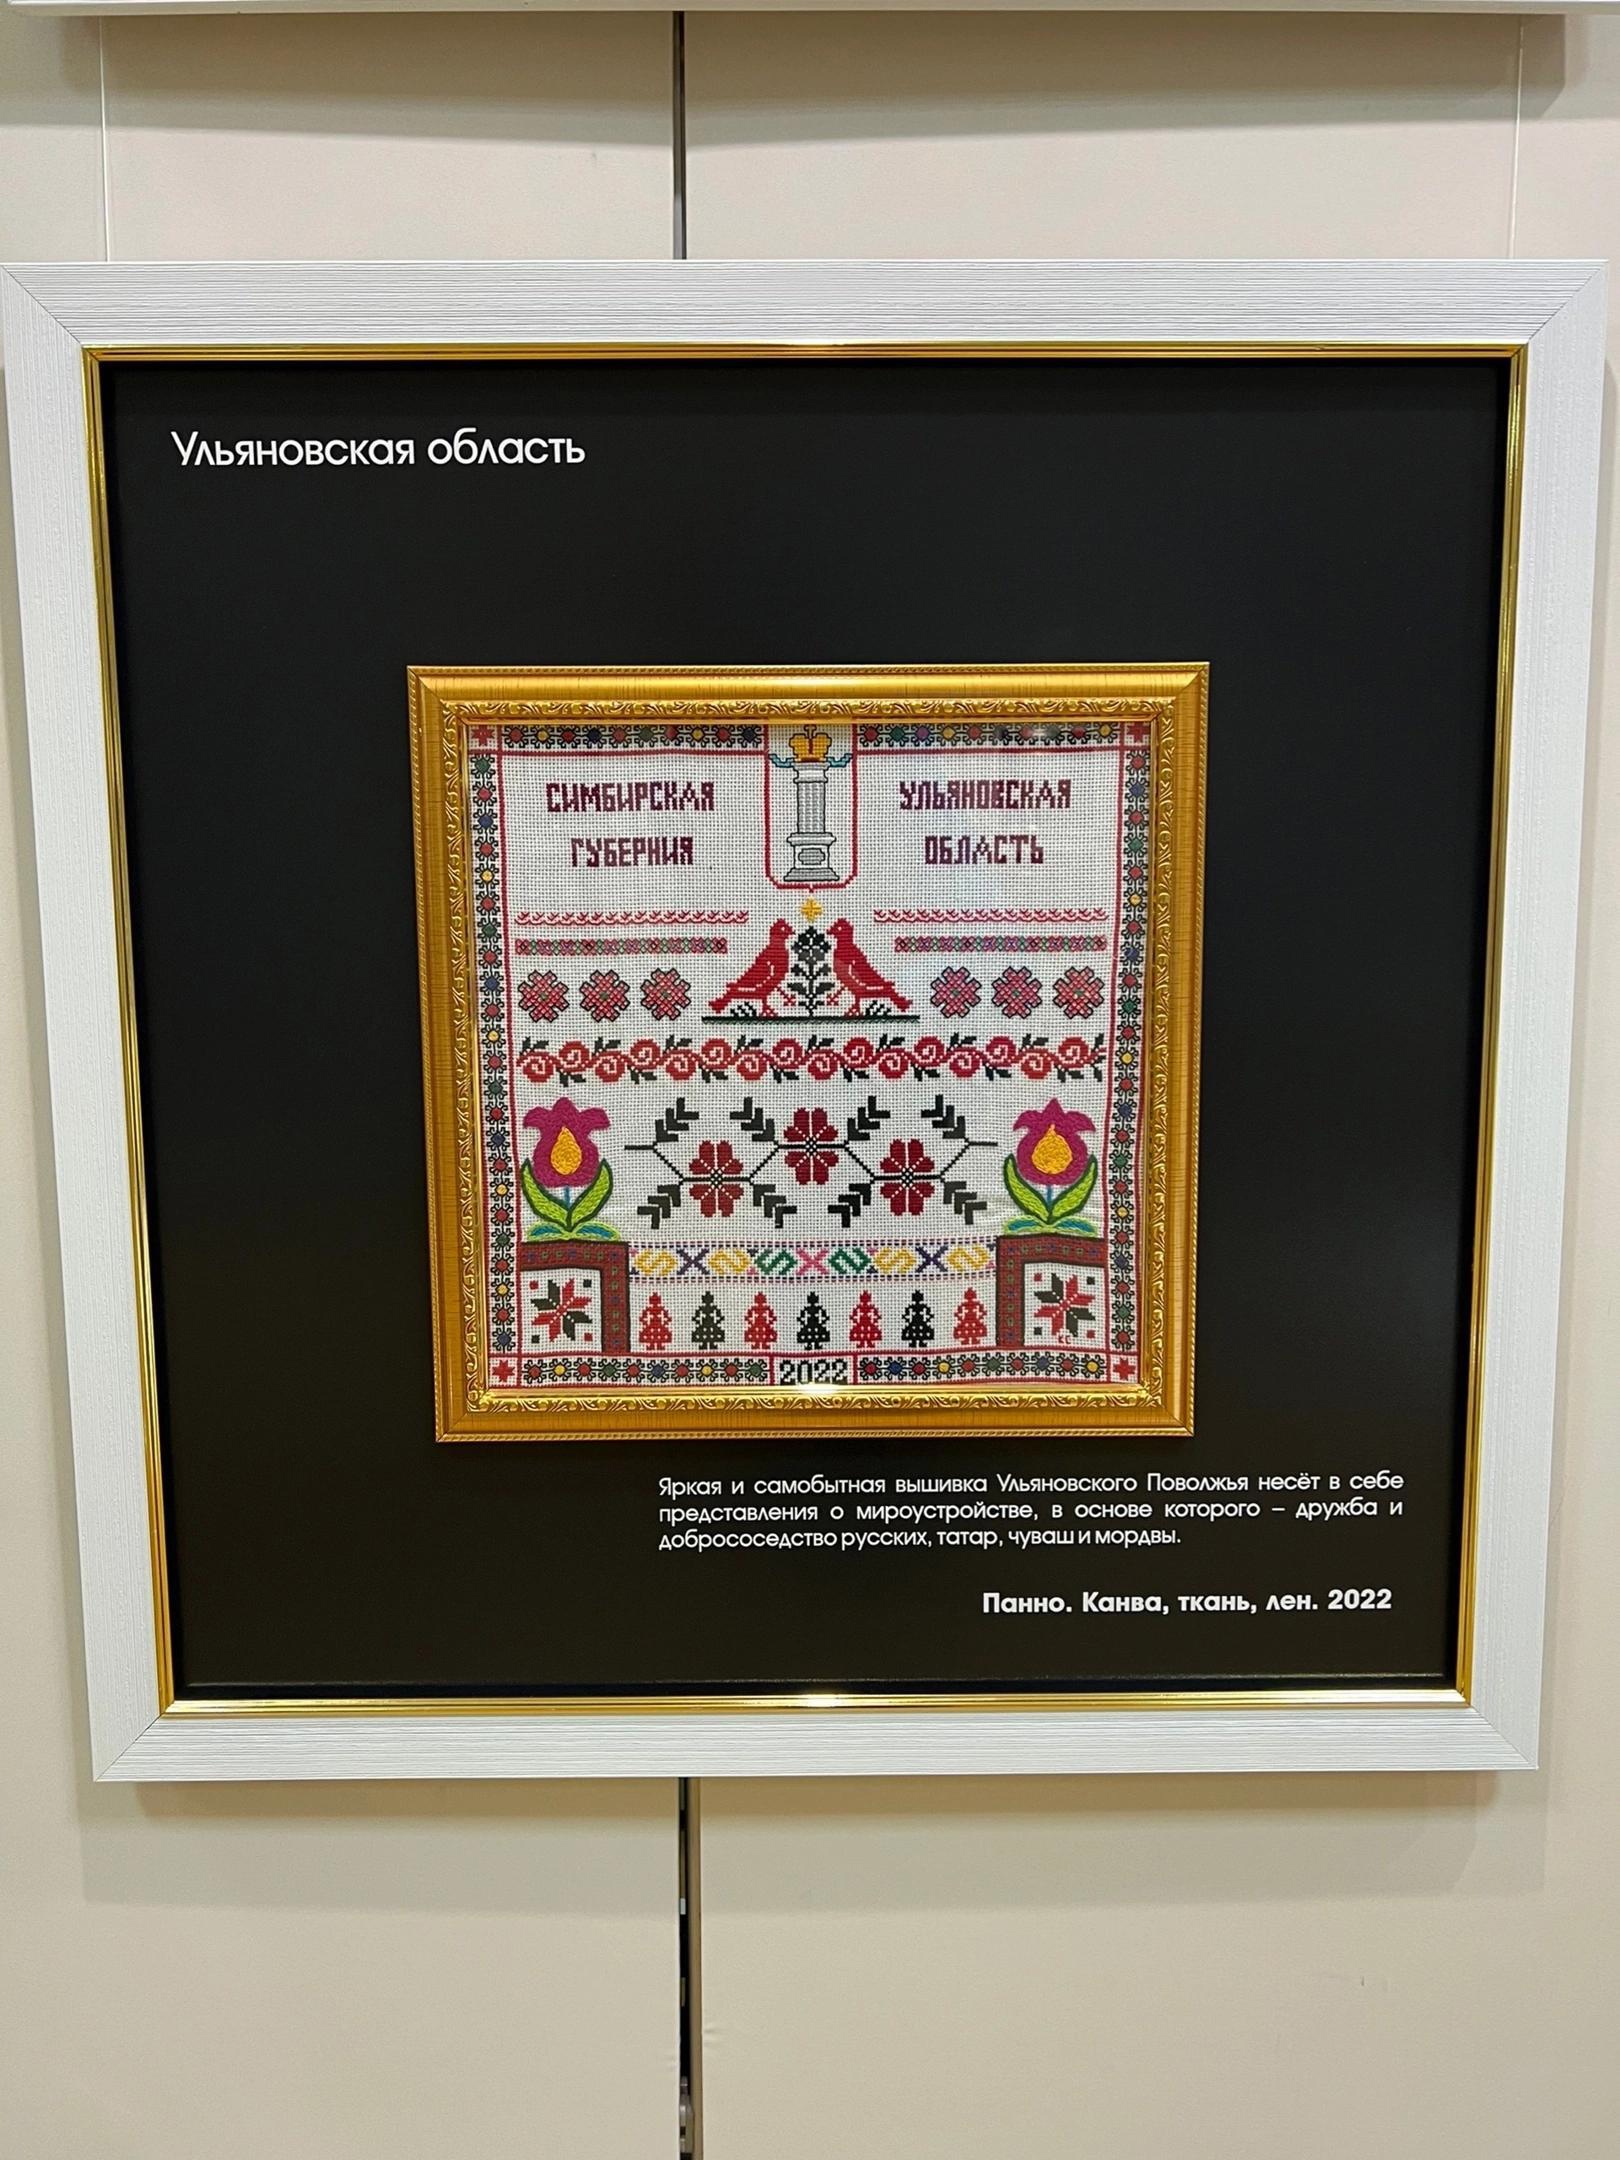 Ульяновская область
СИМБИРСКАЯ
ГУБЕРНИЯ
УЛЬЯНОВСКАЯ
ОБЛАСТЬ
2022
Яркая и самобытная вышивка Ульяновского Поволжья несёт в себе
представления о мироустройстве, в основе которого – дружба и
добрососедство русских, татар, чуваш и мордвы.
Панно. Канва, ткань, лен. 2022